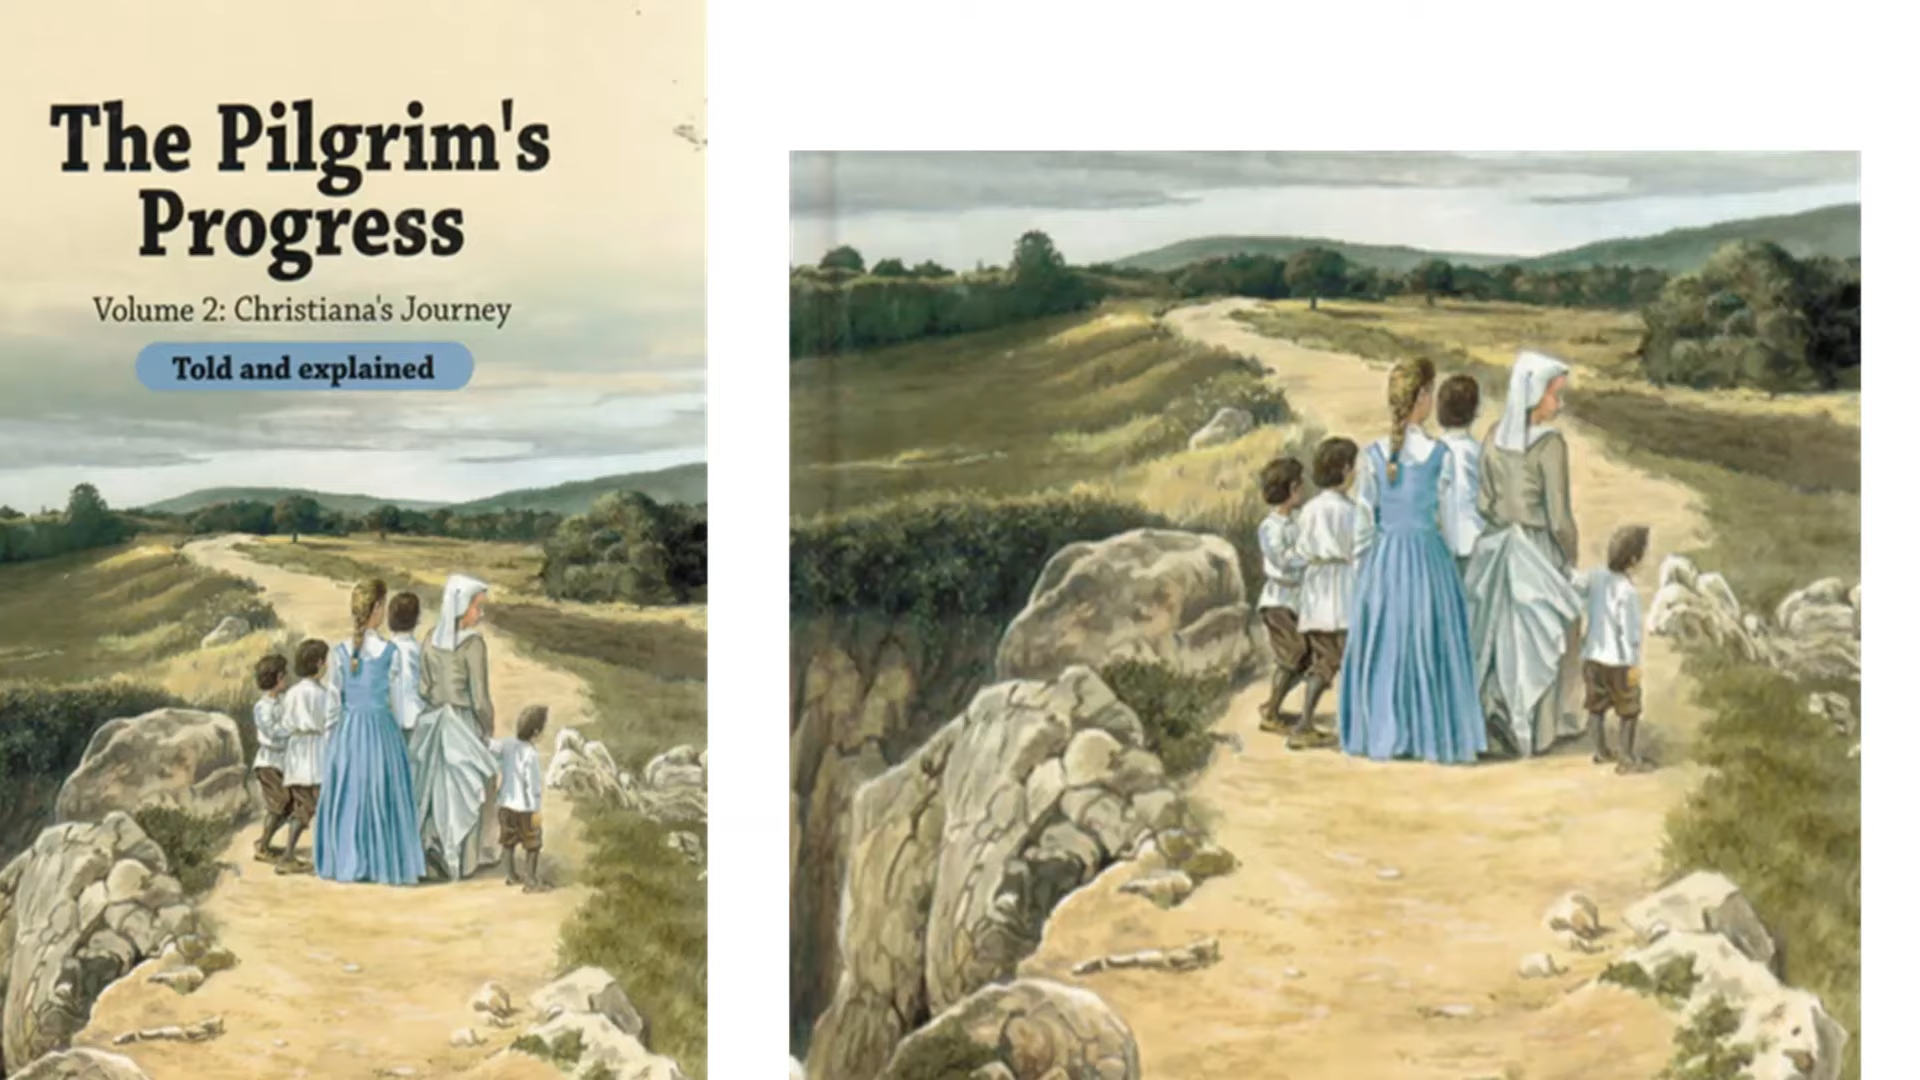 The Pilgrim's
Progress
Volume 2: Christiana's Journey
Told and explained